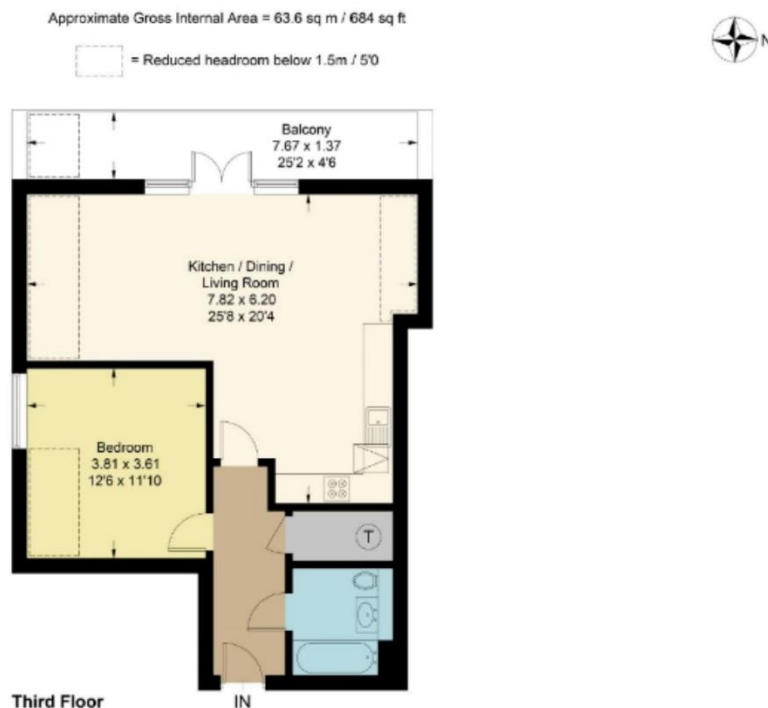 Approximate Gross Internal Area = 63.6 sq m / 684 sq ft
N
= Reduced headroom below 1.5m / 5'0
Balcony
7.67 x 1.37
25'2 x 4'6
Kitchen / Dining /
Living Room
7.82 x 6.20
25'8 x 20'4
Bedroom
3.81 x 3.61
12'6 x 11'10
T
Third Floor
IN